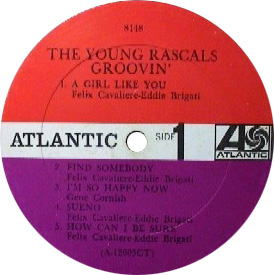 8148
THE YOUNG RASCALS
GROOVIN'
1. A GIRL LIKE YOU
Felix Cavaliere-Eddie Brigati
ATLANTIC SIDE 1 ATLANTIC
2. FIND SOMEBODY
Felix Cavaliere-Eddie Brigati
3. I'M SO HAPPY NOW
Gene Cornish
4. SUENO
Felix Cavaliere-Eddie Brigati
5. HOW CAN I BE SURE
Felix Cavaliere-Eddie Brigati
(A-12905CT)